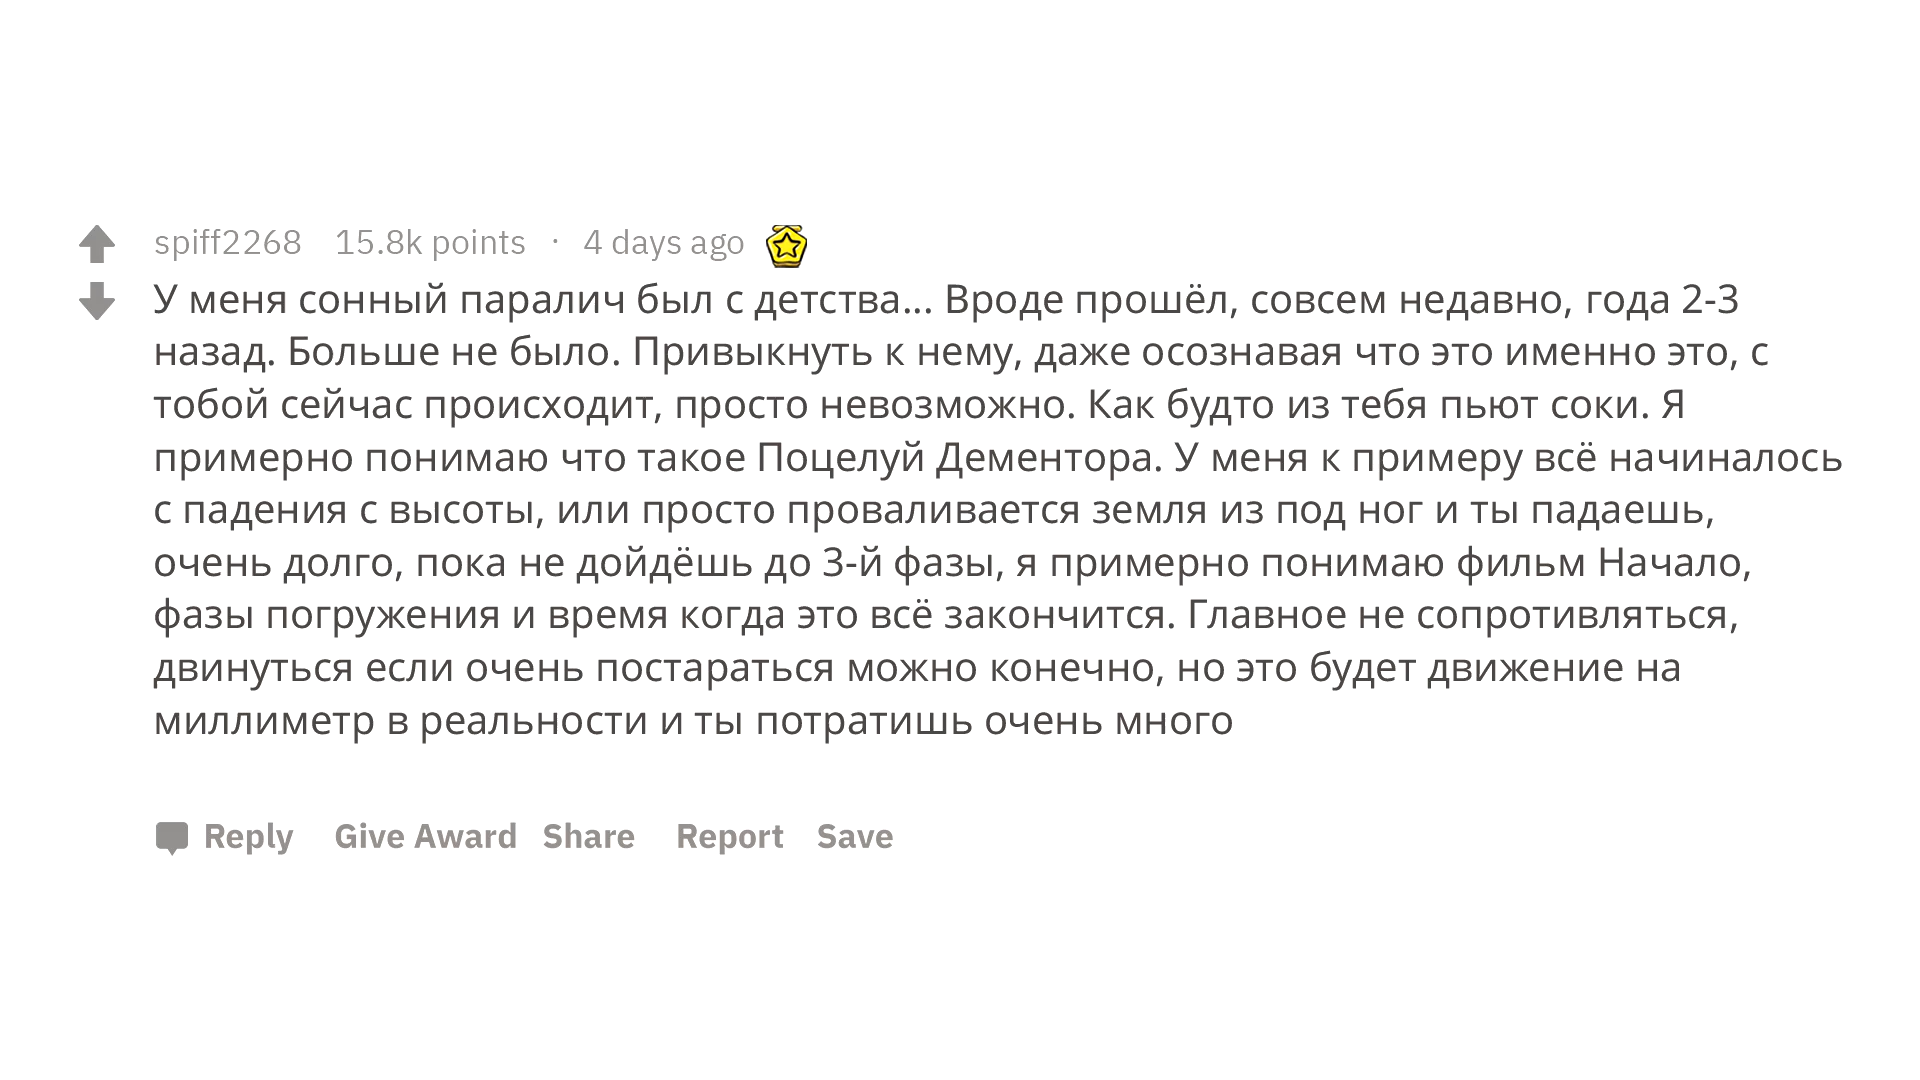 spiff2268 15.8k points · 4 days ago
У меня сонный паралич был с детства... Вроде прошёл, совсем недавно, года 2-3
назад. Больше не было. Привыкнуть к нему, даже осознавая что это именно это, с
тобой сейчас происходит, просто невозможно. Как будто из тебя пьют соки. Я
примерно понимаю что такое Поцелуй Дементора. У меня к примеру всё начиналось
с падения с высоты, или просто проваливается земля из под ног и ты падаешь,
очень долго, пока не дойдёшь до 3-й фазы, я примерно понимаю фильм Начало,
фазы погружения и время когда это всё закончится. Главное не сопротивляться,
двинуться если очень постараться можно конечно, но это будет движение на
миллиметр в реальности и ты потратишь очень много
Reply Give Award Share Report Save